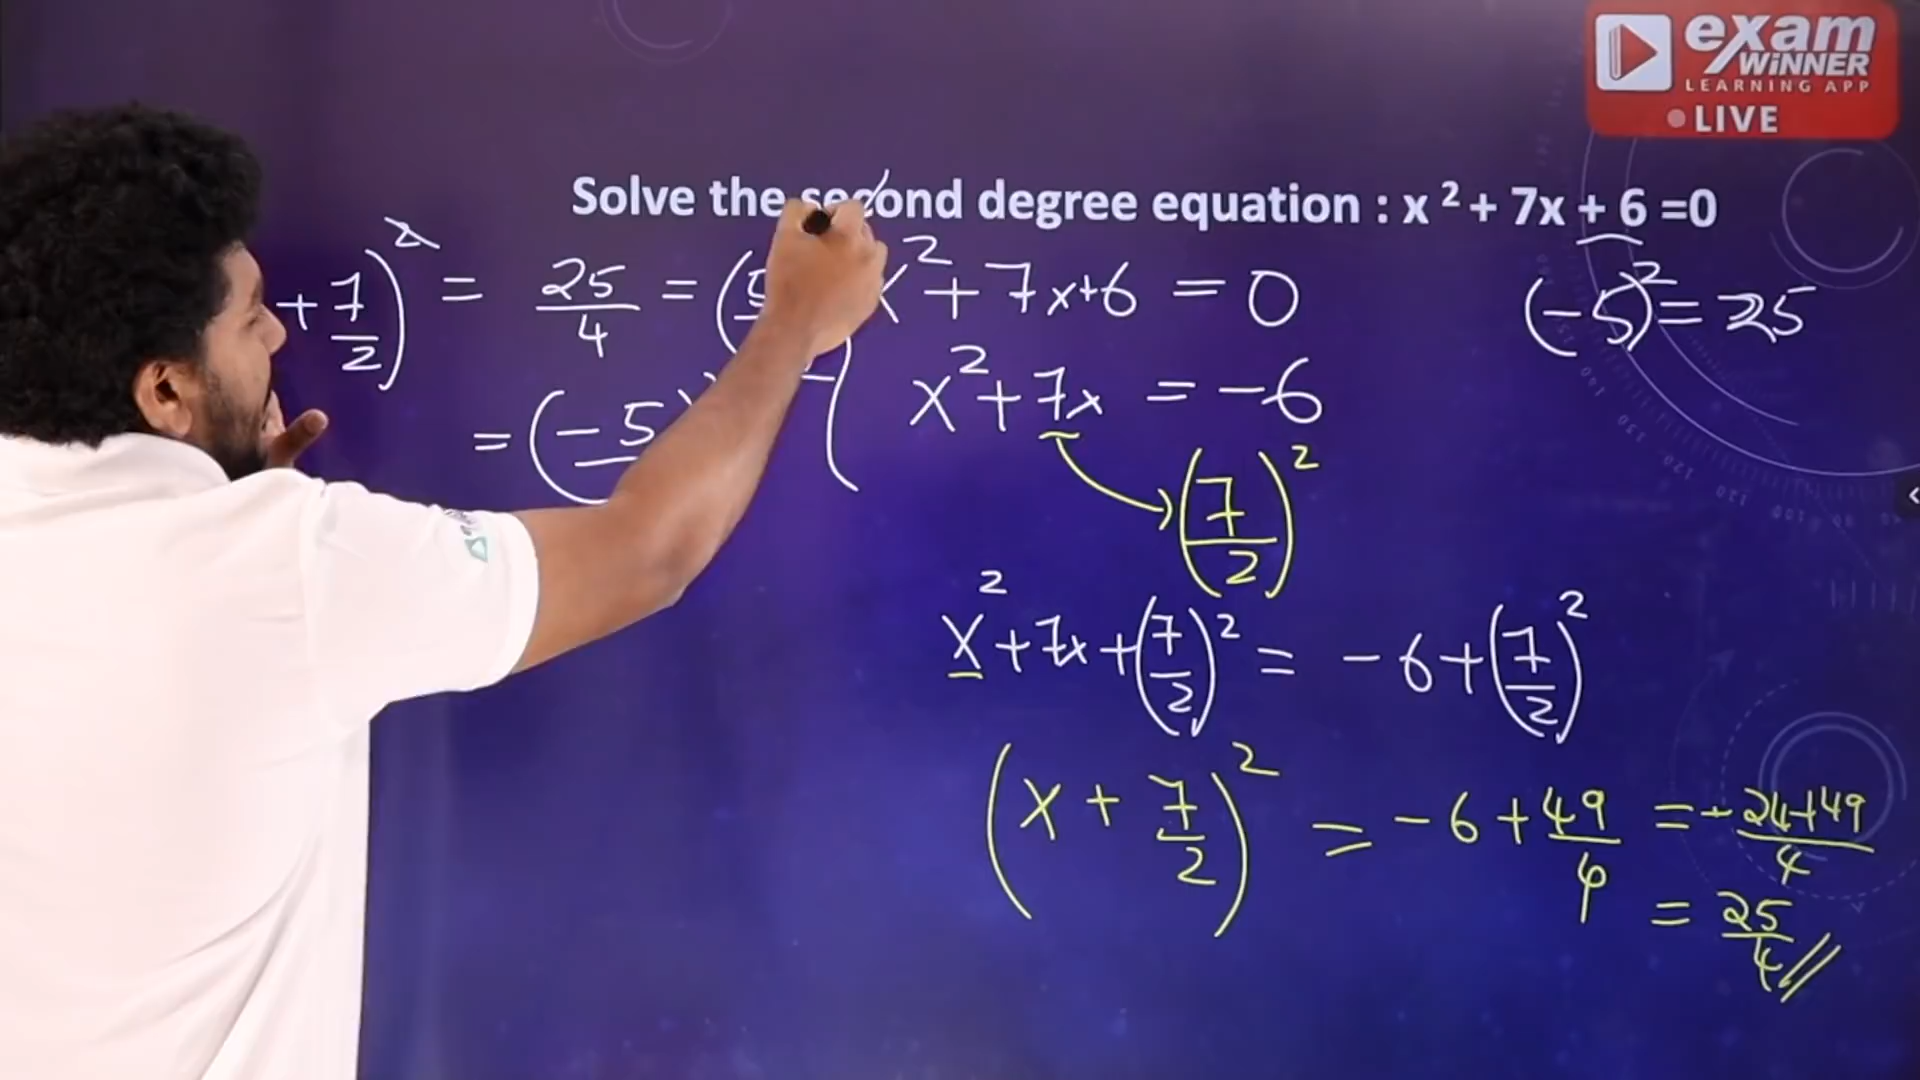 exam
WiNNER
LEARNING APP
LIVE
Solve the second degree equation : x ² + 7x + 6 =0
+ 7/2)² = 25/4 = (5
= (-5
x² + 7x+6 = 0
(-5)² = 25
x² + 7x = -6
(7/2)²
x² + 7x + (7/2)² = -6 + (7/2)²
(x + 7/2)² = -6 + 49/4 = -24+49/4
= 25/4 //